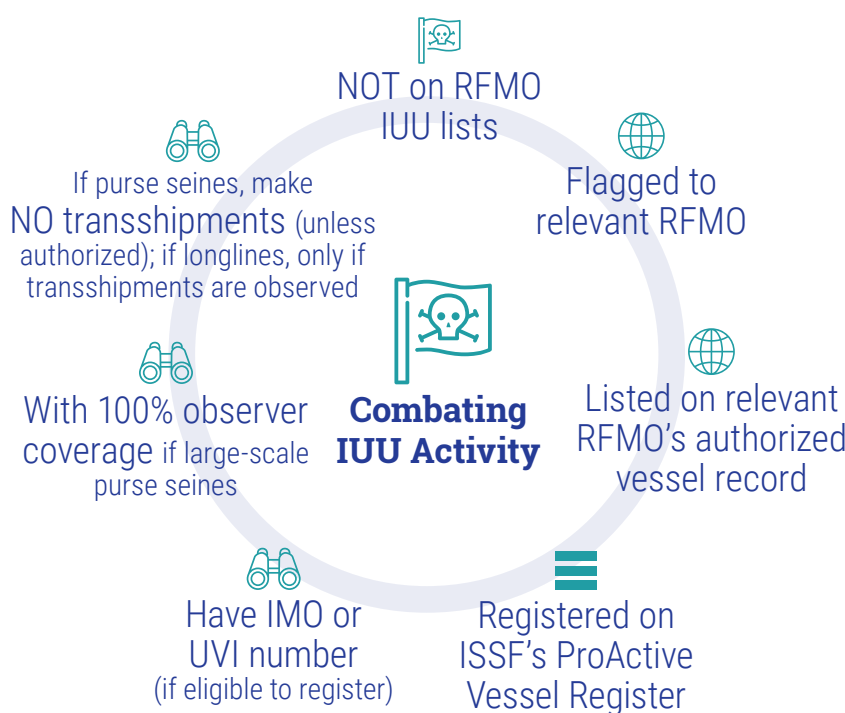 NOT on RFMO
IUU lists
Flagged to
relevant RFMO
Listed on relevant
RFMO's authorized
vessel record
Registered on
ISSF's ProActive
Vessel Register
Have IMO or
UVI number
(if eligible to register)
With 100% observer
coverage if large-scale
purse seines
If purse seines, make
NO transshipments (unless
authorized); if longlines, only if
transshipments are observed
Combating
IUU Activity